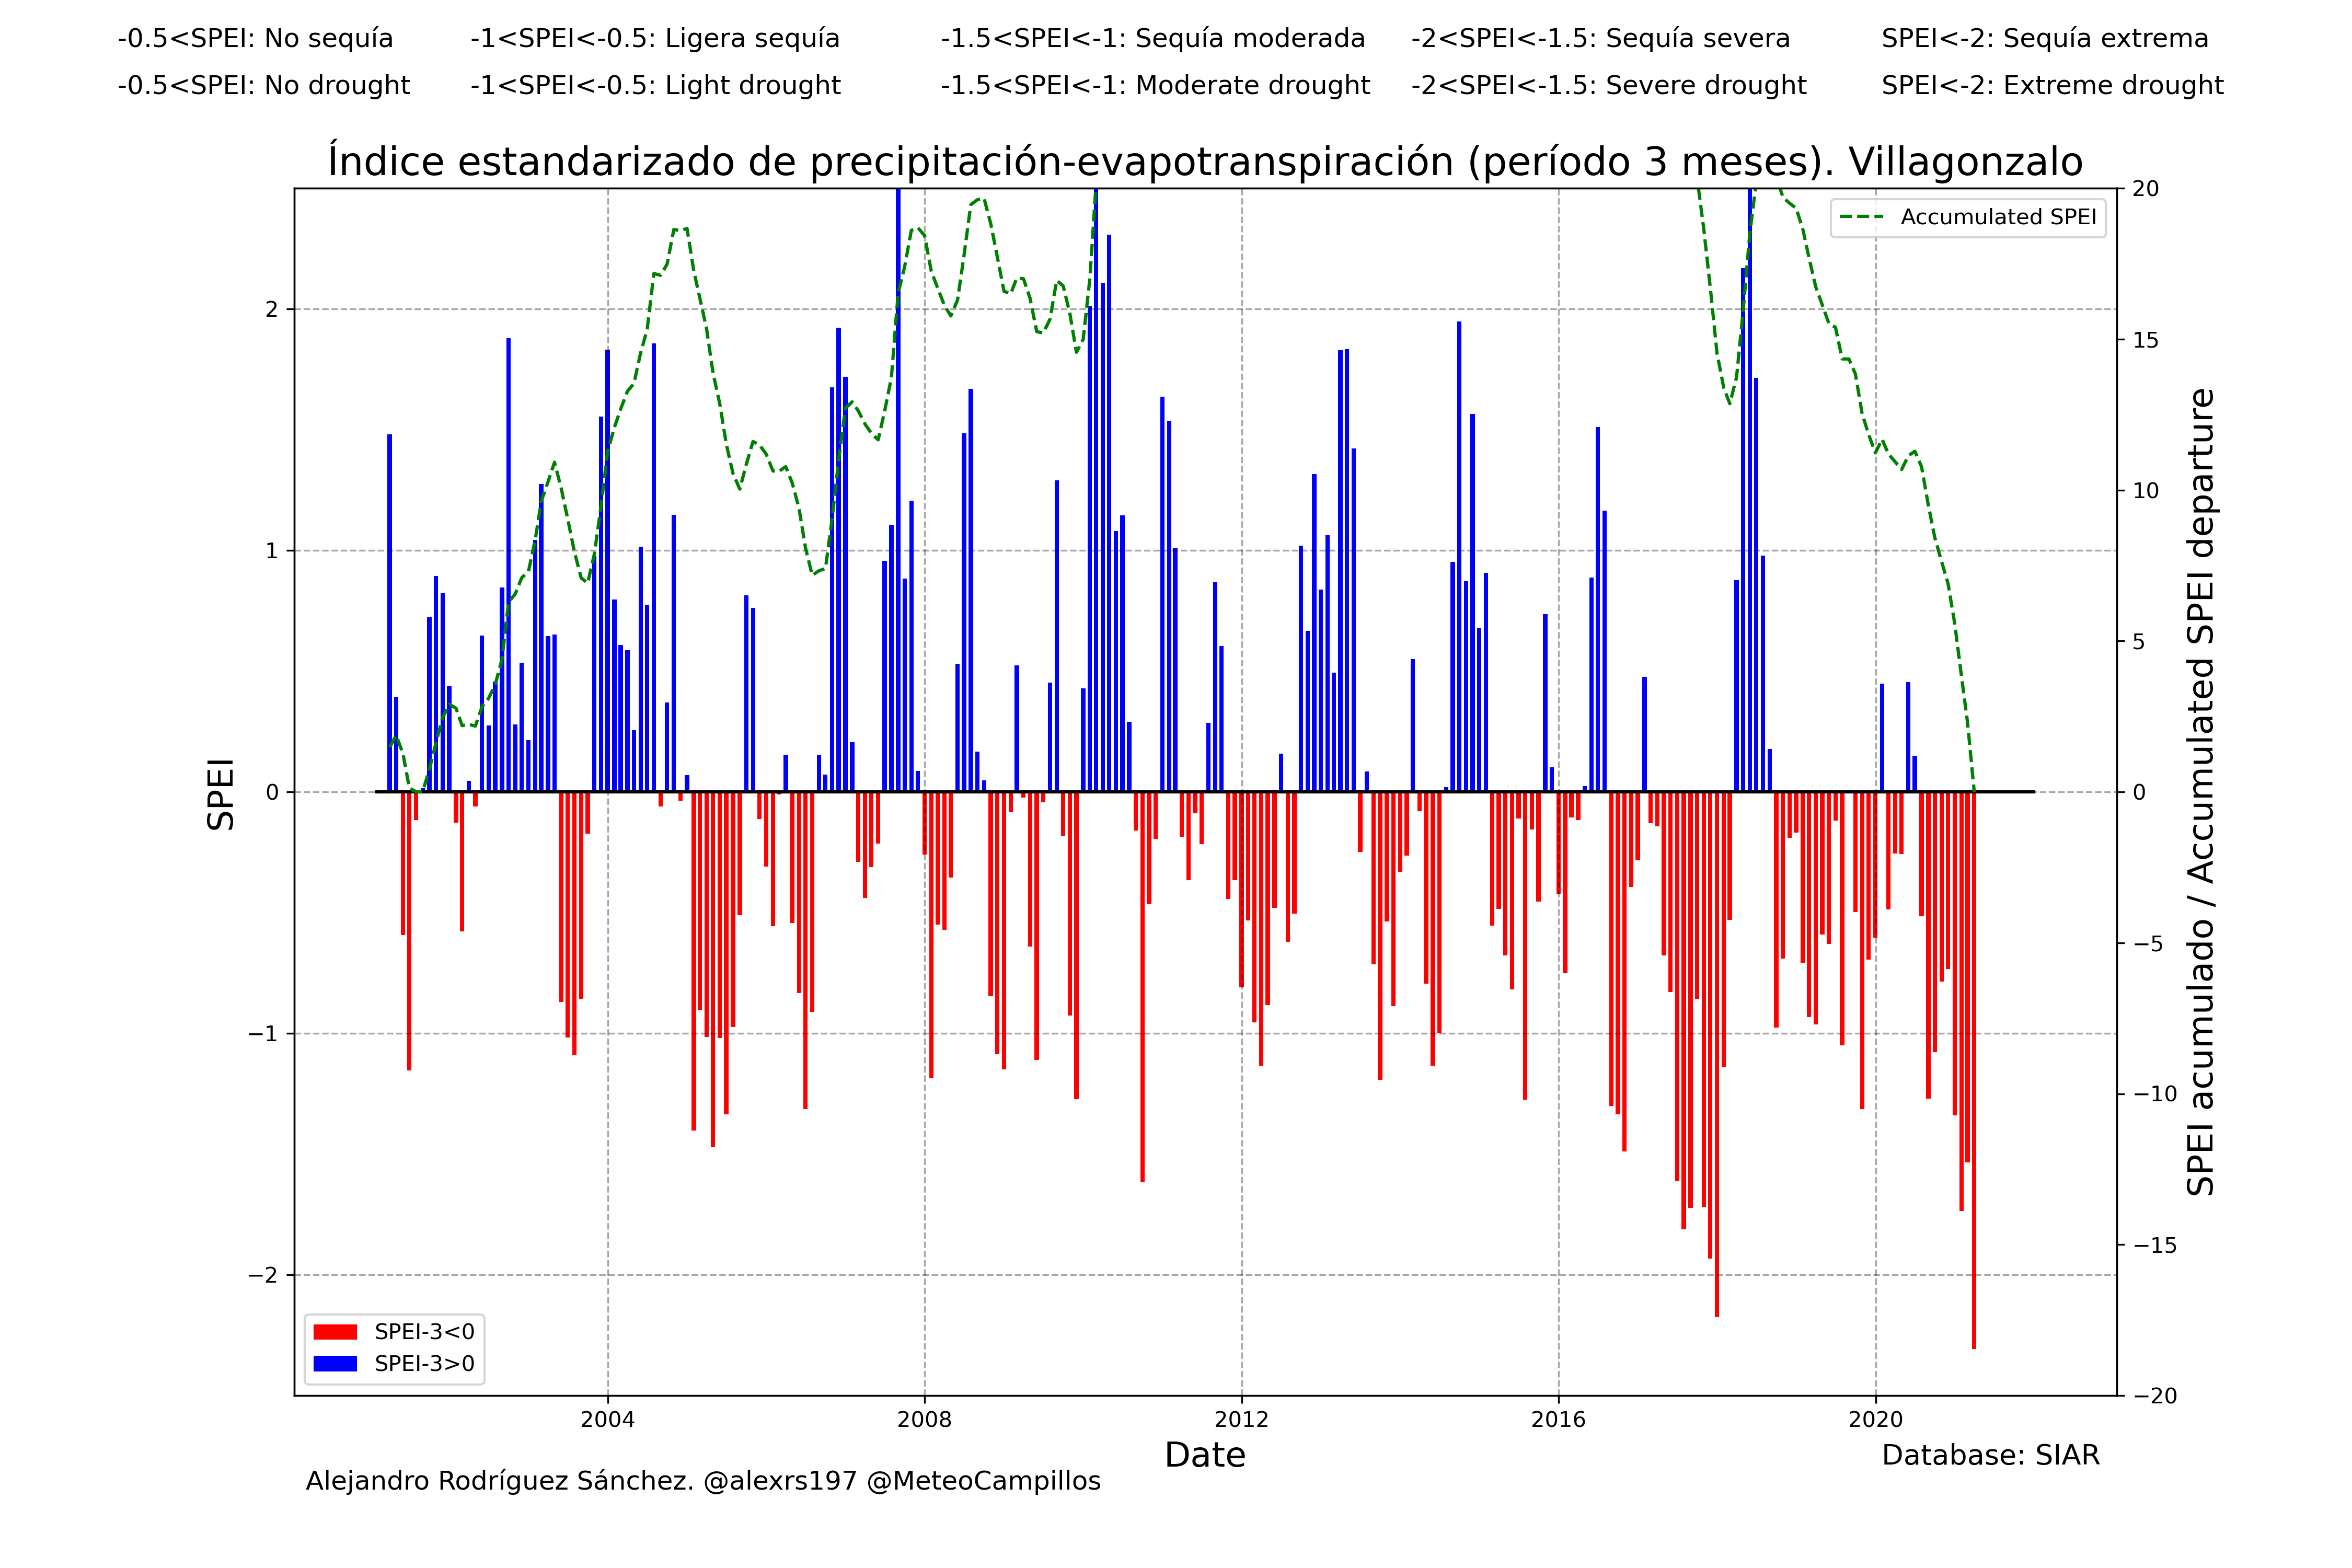 -0.5<SPEI: No sequía -1<SPEI<-0.5: Ligera sequía -1.5<SPEI<-1: Sequía moderada -2<SPEI<-1.5: Sequía severa SPEI<-2: Sequía extrema
-0.5<SPEI: No drought -1<SPEI<-0.5: Light drought -1.5<SPEI<-1: Moderate drought -2<SPEI<-1.5: Severe drought SPEI<-2: Extreme drought
Índice estandarizado de precipitación-evapotranspiración (período 3 meses). Villagonzalo
Accumulated SPEI
SPEI
2
1
0
−1
−2
20
15
10
5
0
−5
−10
−15
−20
SPEI acumulado / Accumulated SPEI departure
SPEI-3<0
SPEI-3>0
2004 2008 2012 2016 2020
Date
Database: SIAR
Alejandro Rodríguez Sánchez. @alexrs197 @MeteoCampillos